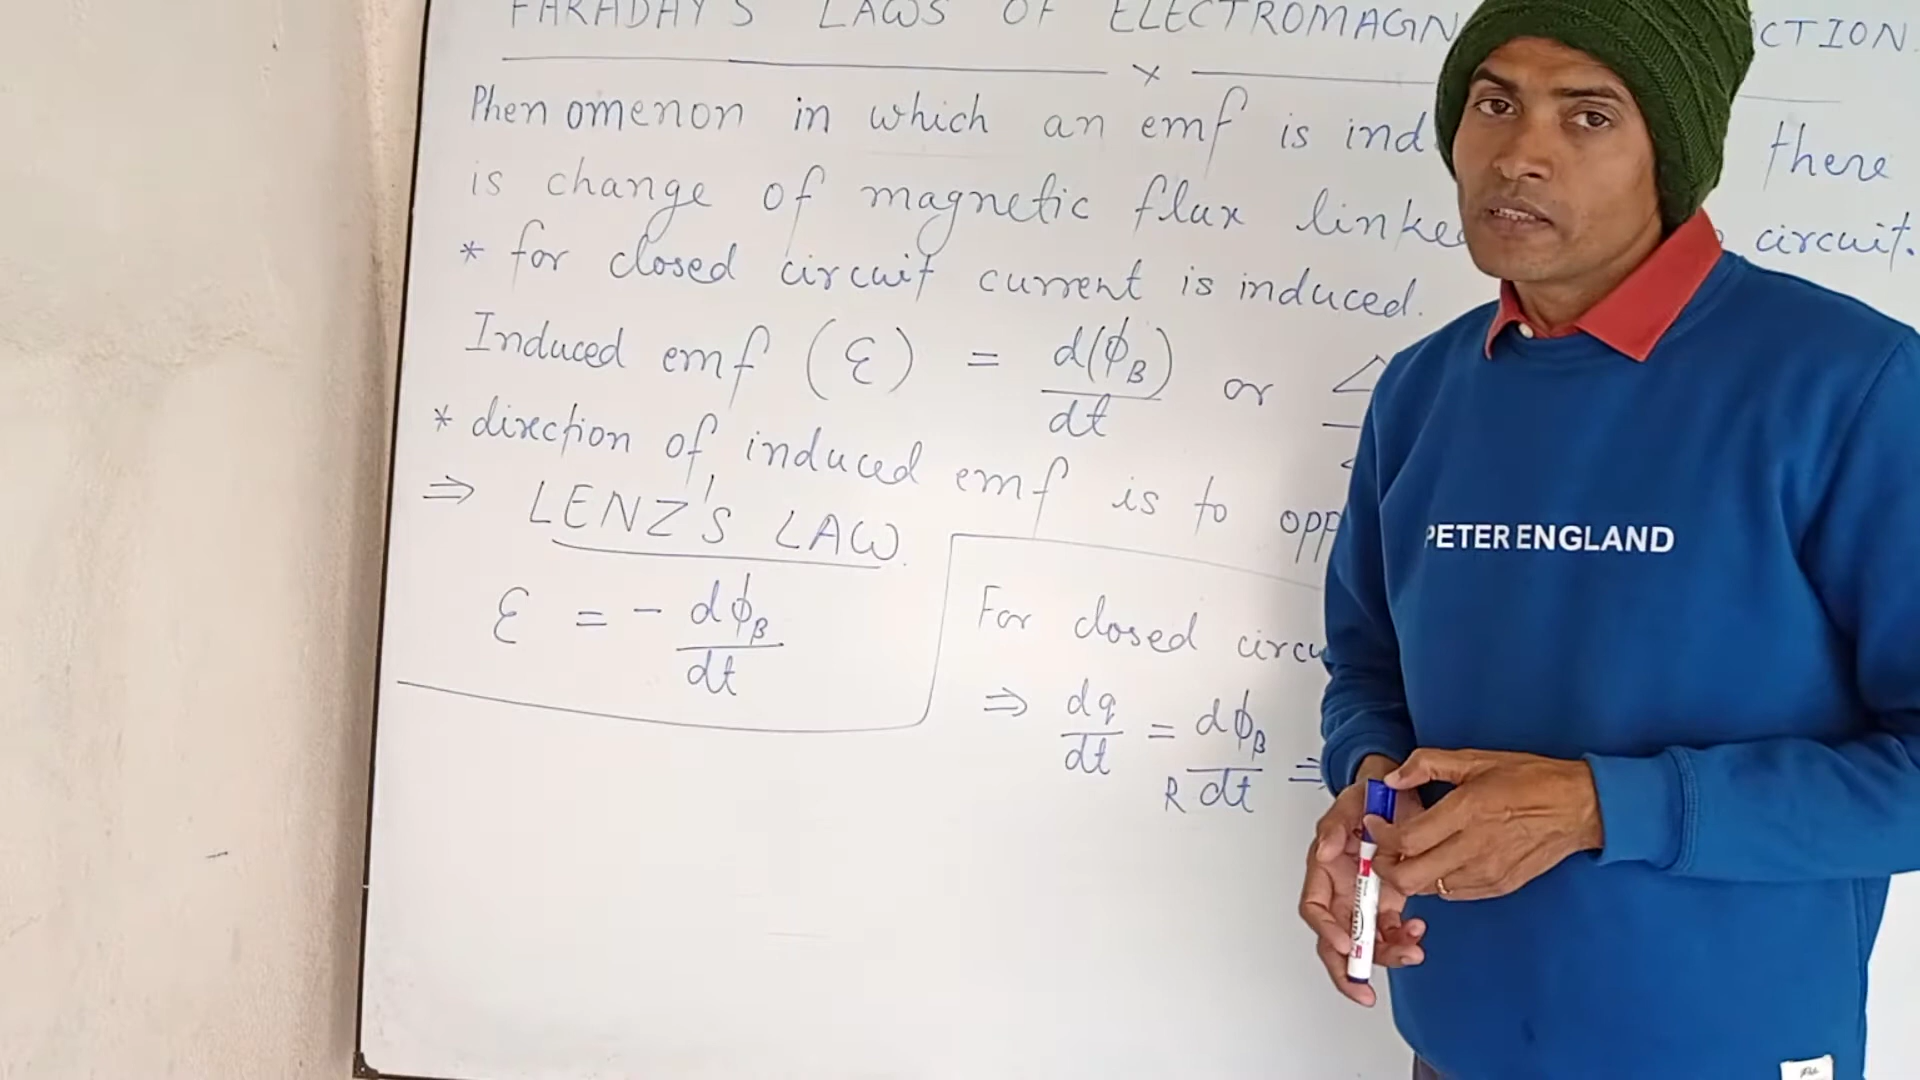 FARADAY'S LAWS OF ELECTROMAGN CTION
x
Phenomenon in which an emf is ind there
is change of magnetic flux linke circuit.
* for closed circuit current is induced.
Induced emf (ε) = d(ϕ_B)/dt or Δ
* direction of induced emf is to opp
⇒ LENZ'S LAW.
ε = - dϕ_B/dt
For closed circu
⇒ dq/dt = dϕ_B/R dt ⇒
PETER ENGLAND